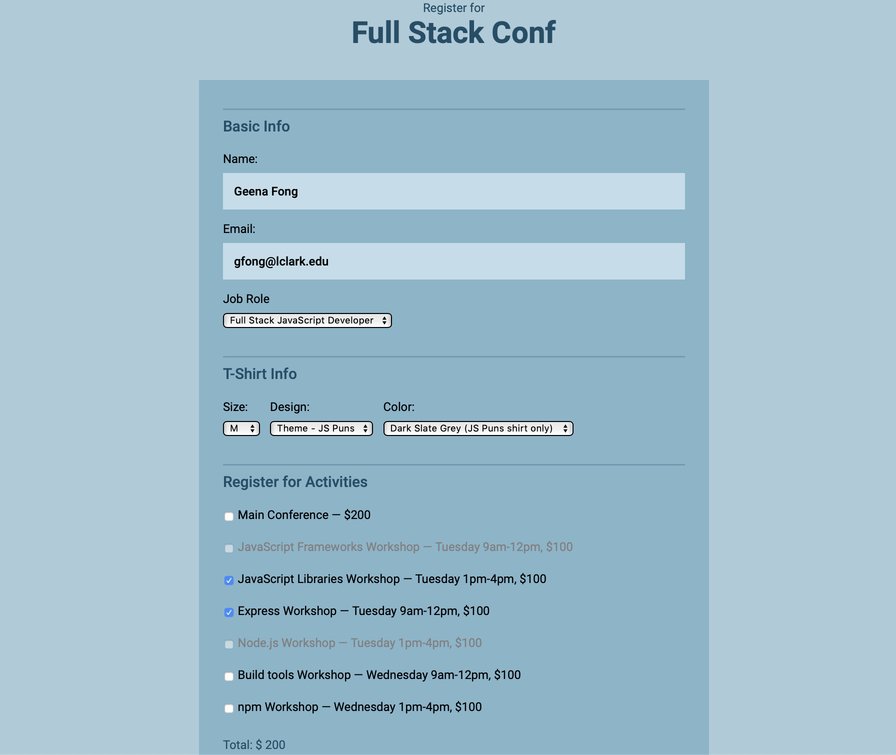 Register for
Full Stack Conf
Basic Info
Name:
Geena Fong
Email:
gfong@lclark.edu
Job Role
Full Stack JavaScript Developer
T-Shirt Info
Size: Design: Color:
M Theme - JS Puns Dark Slate Grey (JS Puns shirt only)
Register for Activities
Main Conference — $200
JavaScript Frameworks Workshop — Tuesday 9am-12pm, $100
JavaScript Libraries Workshop — Tuesday 1pm-4pm, $100
Express Workshop — Tuesday 9am-12pm, $100
Node.js Workshop — Tuesday 1pm-4pm, $100
Build tools Workshop — Wednesday 9am-12pm, $100
npm Workshop — Wednesday 1pm-4pm, $100
Total: $ 200